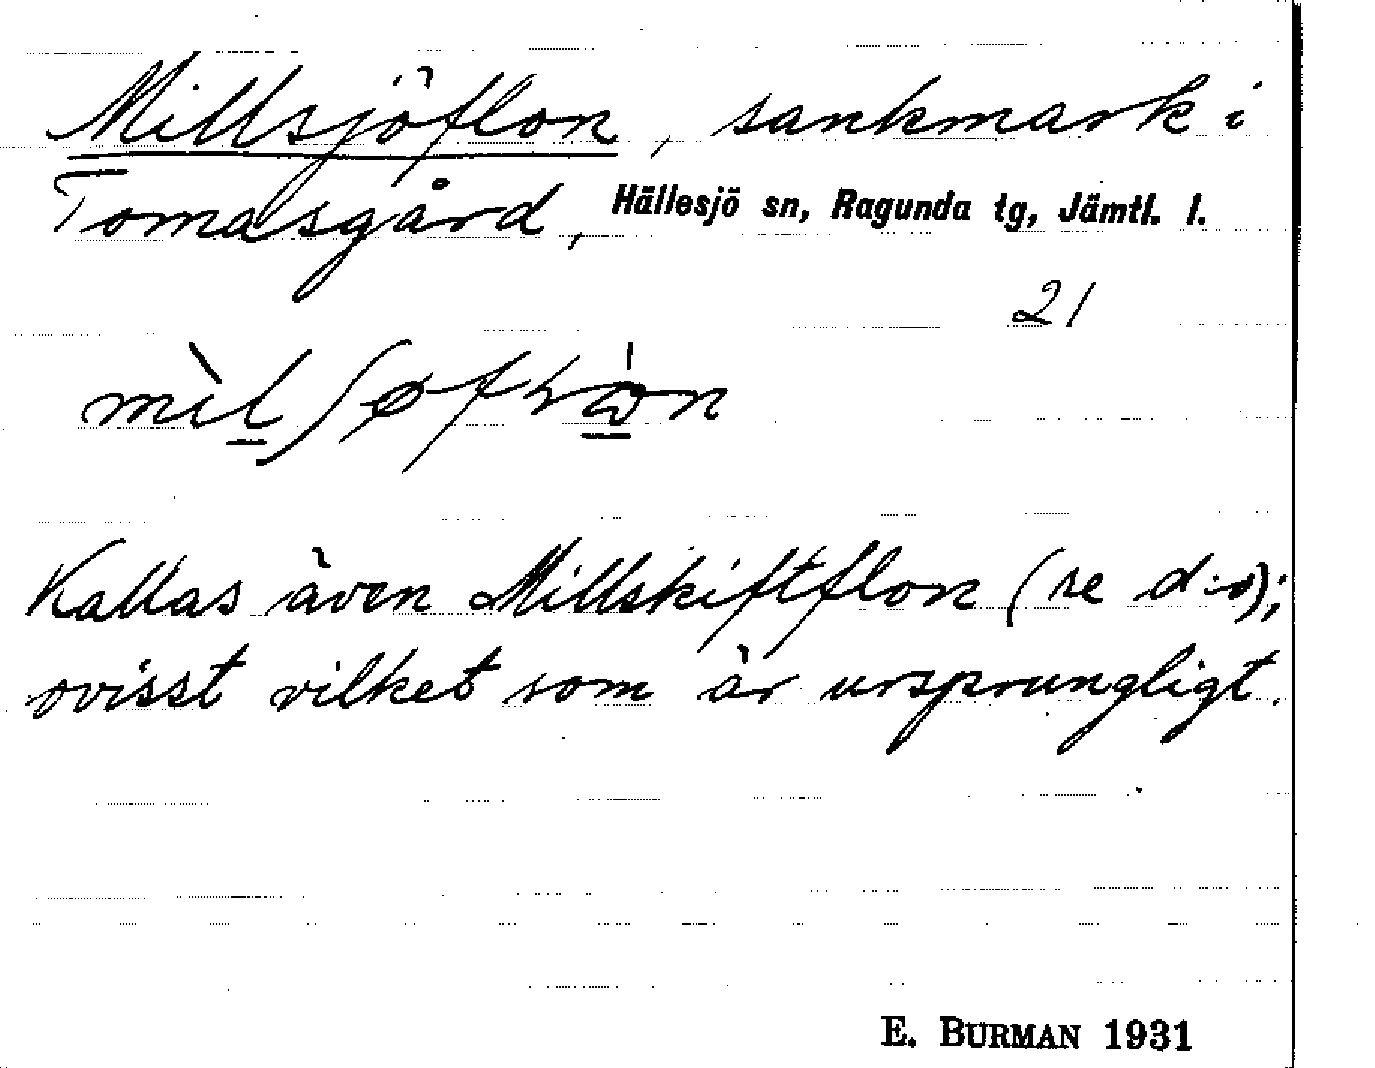 Millsjöflon, sankmark i
Tomasgård, Hällesjö sn, Ragunda tg, Jämtl. l.
21
Kallas även Millskiftflon (se d:o);
ovisst vilket som är ursprungligt.
E. BURMAN 1931